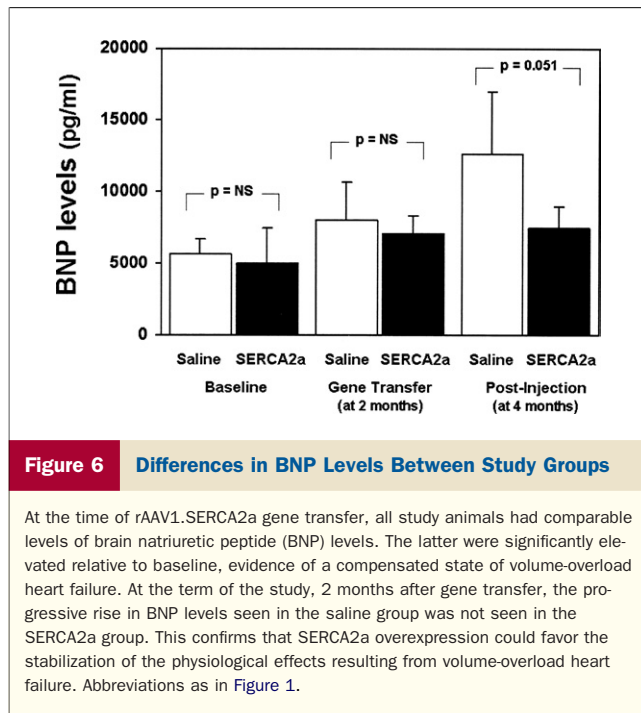 20000
15000
10000
5000
0
BNP levels (pg/ml)
p = NS
p = NS
p = 0.051
Saline SERCA2a Saline SERCA2a Saline SERCA2a
Baseline Gene Transfer Post-Injection
(at 2 months) (at 4 months)
Figure 6 Differences in BNP Levels Between Study Groups
At the time of rAAV1.SERCA2a gene transfer, all study animals had comparable
levels of brain natriuretic peptide (BNP) levels. The latter were significantly ele-
vated relative to baseline, evidence of a compensated state of volume-overload
heart failure. At the term of the study, 2 months after gene transfer, the pro-
gressive rise in BNP levels seen in the saline group was not seen in the
SERCA2a group. This confirms that SERCA2a overexpression could favor the
stabilization of the physiological effects resulting from volume-overload heart
failure. Abbreviations as in Figure 1.